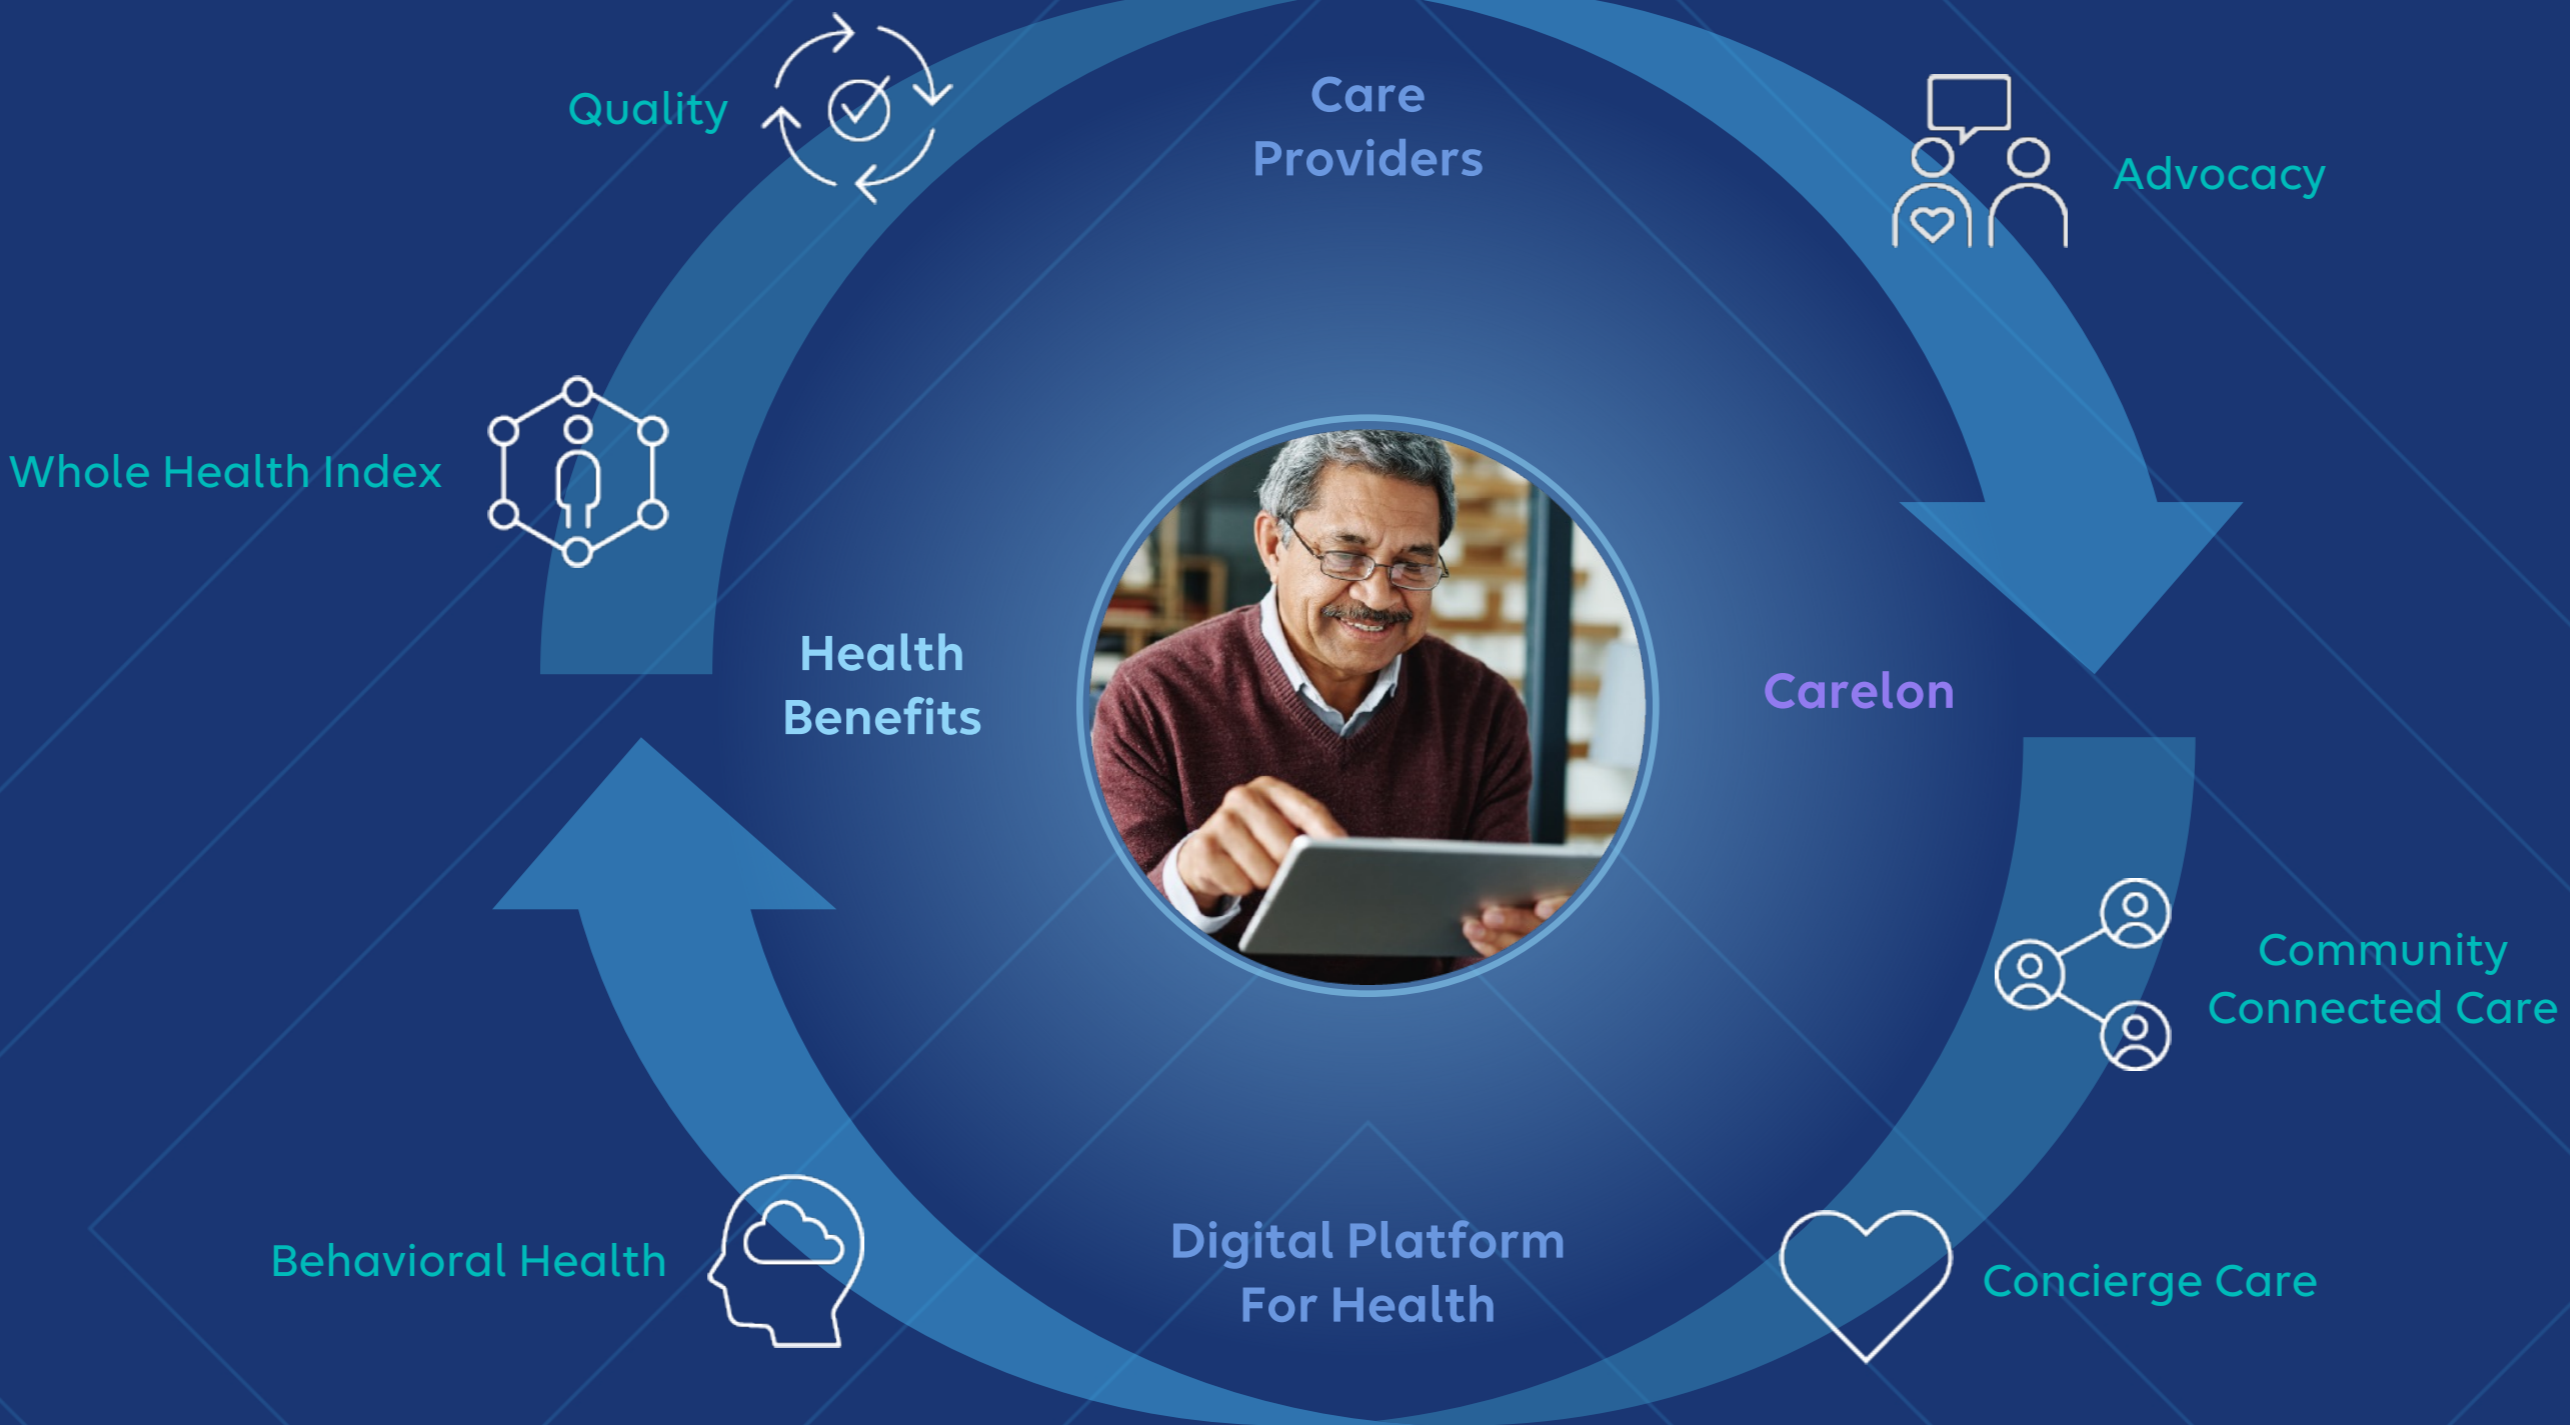 Care
Providers
Quality
Advocacy
Whole Health Index
Health
Benefits
Carelon
Community
Connected Care
Digital Platform
For Health
Behavioral Health
Concierge Care